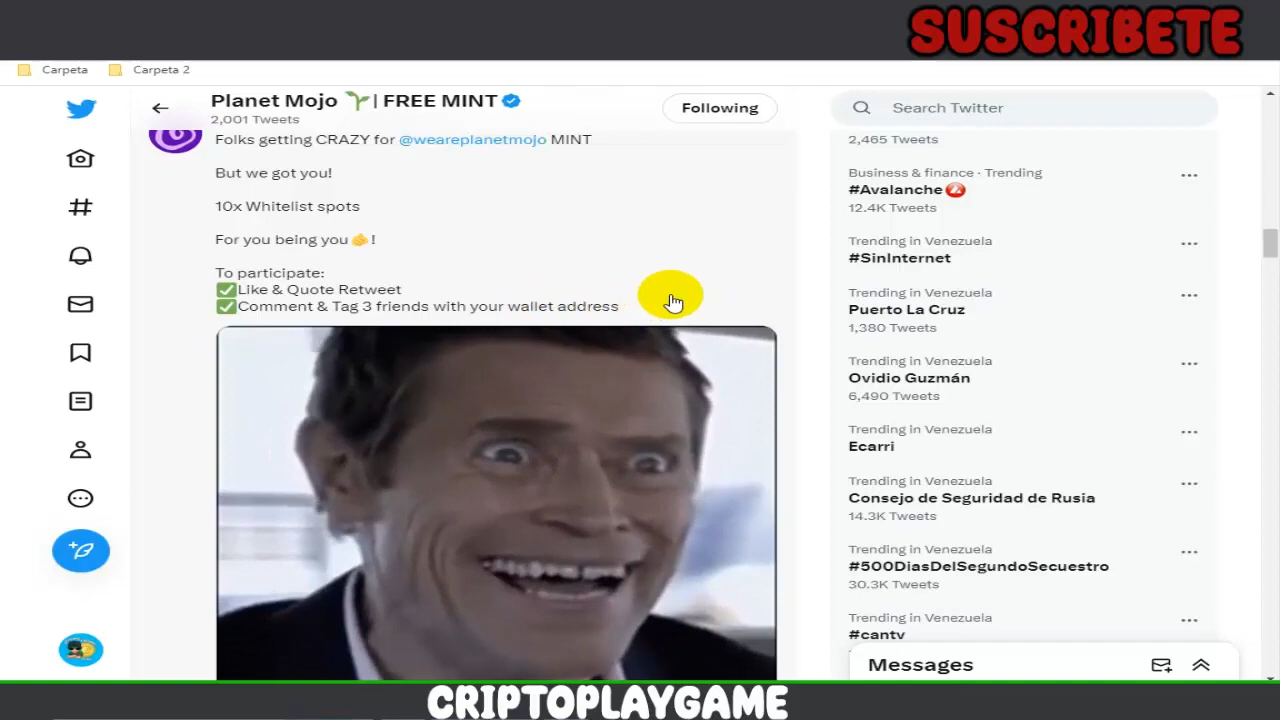 SUSCRIBETE
Carpeta
Carpeta 2
Planet Mojo 🌱| FREE MINT
2,001 Tweets
Following
Folks getting CRAZY for @weareplanetmojo MINT
But we got you!
10x Whitelist spots
For you being you🫵!
To participate:
✅Like & Quote Retweet
✅Comment & Tag 3 friends with your wallet address
Search Twitter
2,465 Tweets
Business & finance · Trending
#Avalanche
12.4K Tweets
Trending in Venezuela
#SinInternet
Trending in Venezuela
Puerto La Cruz
1,380 Tweets
Trending in Venezuela
Ovidio Guzmán
6,490 Tweets
Trending in Venezuela
Ecarri
Trending in Venezuela
Consejo de Seguridad de Rusia
14.3K Tweets
Trending in Venezuela
#500DiasDelSegundoSecuestro
30.3K Tweets
Trending in Venezuela
#cantv
Messages
CRIPTOPLAYGAME